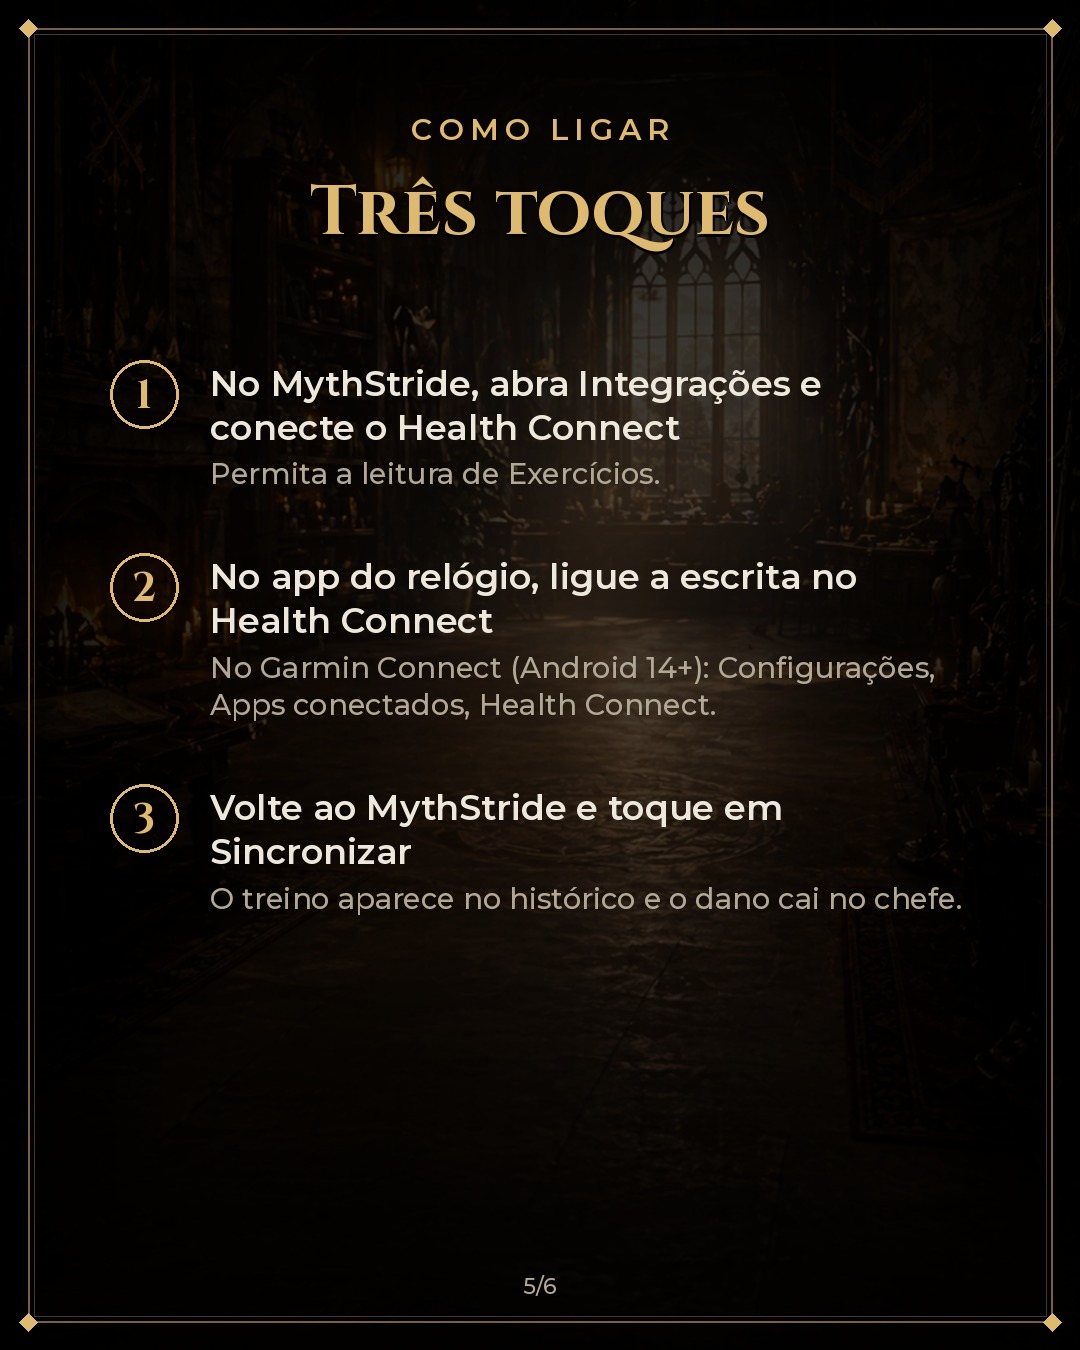 COMO LIGAR
TRÊS TOQUES
1
No MythStride, abra Integrações e
conecte o Health Connect
Permita a leitura de Exercícios.
2
No app do relógio, ligue a escrita no
Health Connect
No Garmin Connect (Android 14+): Configurações,
Apps conectados, Health Connect.
3
Volte ao MythStride e toque em
Sincronizar
O treino aparece no histórico e o dano cai no chefe.
5/6